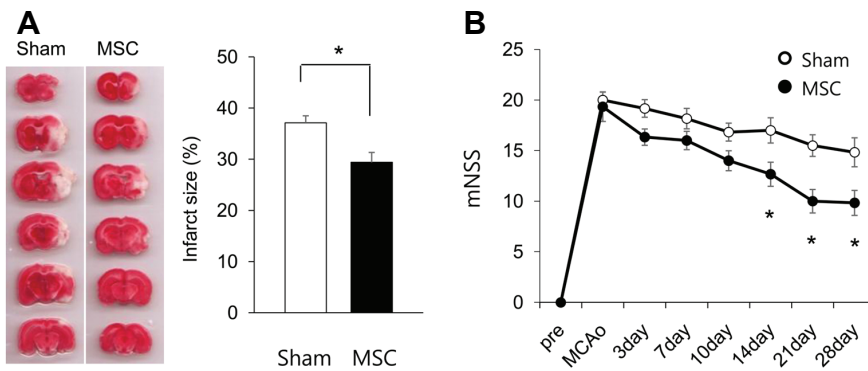 A
Sham MSC
50
40
30
20
10
0
Infarct size (%)
*
Sham MSC
B
25
20
15
10
5
0
mNSS
Sham
MSC
* * *
pre MCAo 3day 7day 10day 14day 21day 28day